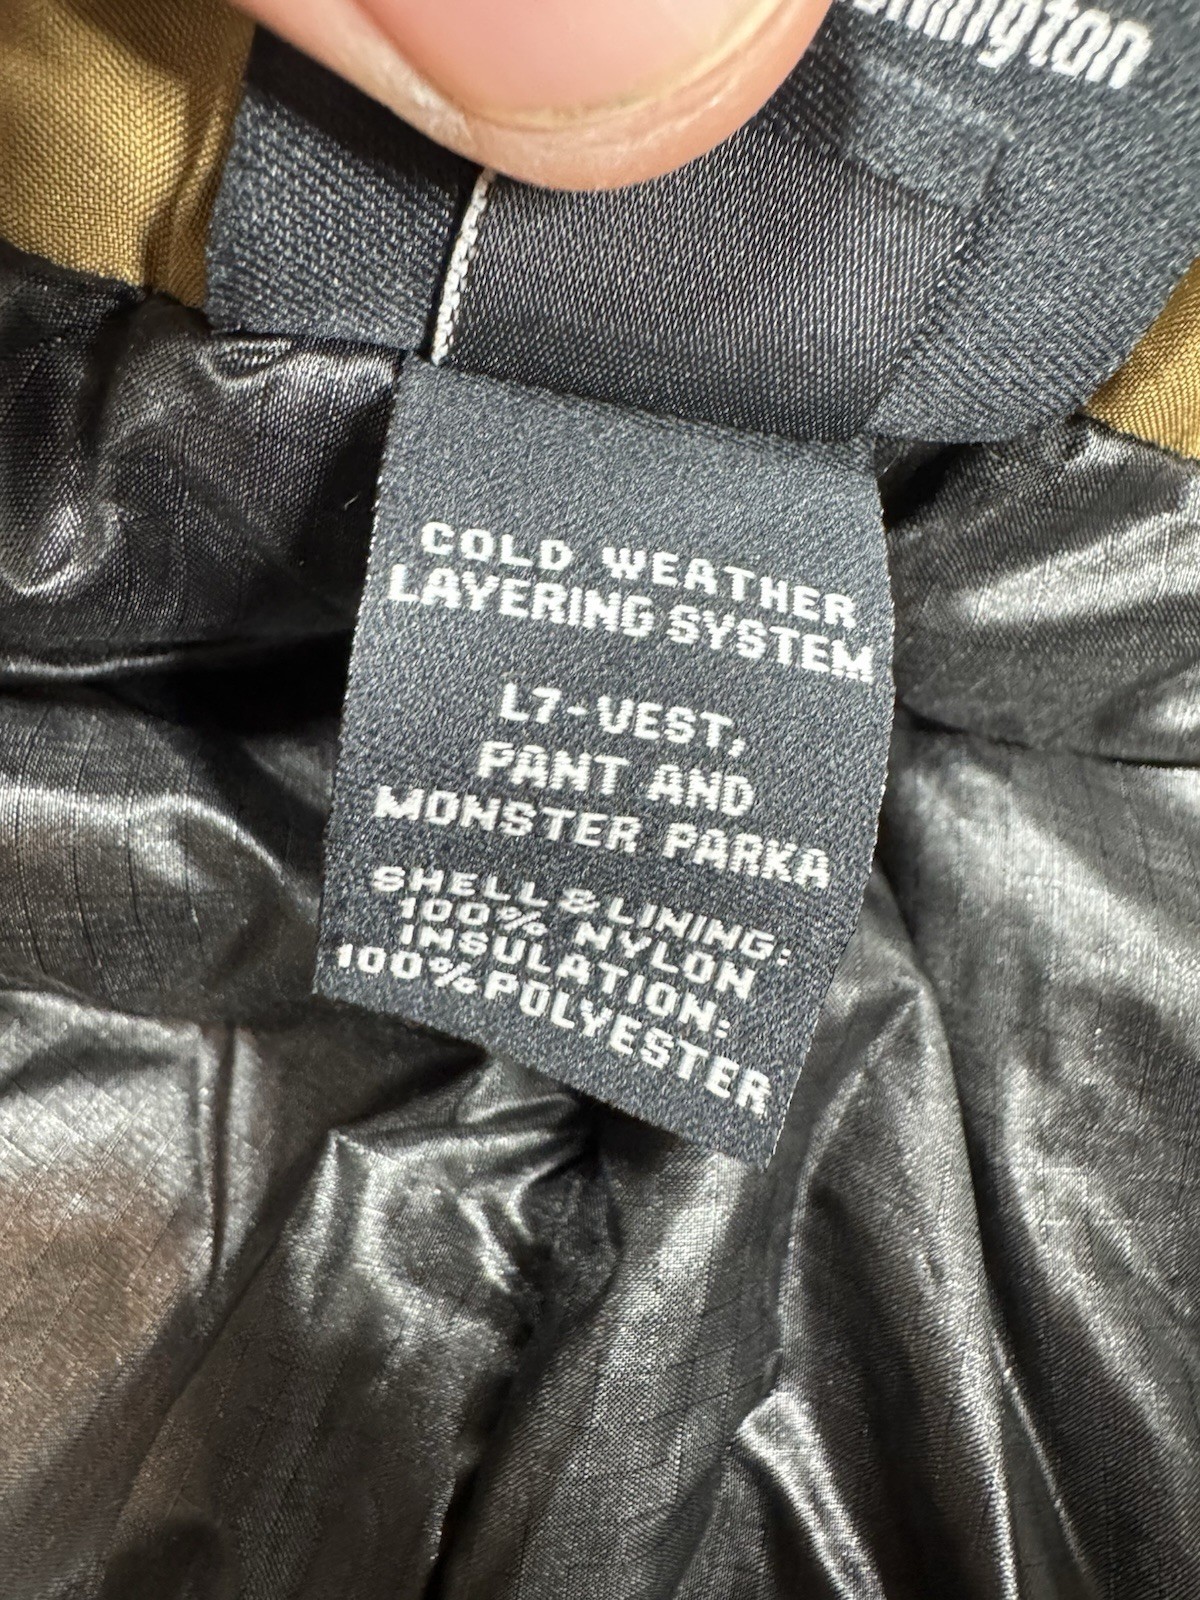 COLD WEATHER
LAYERING SYSTEM
L7-VEST,
PANT AND
MONSTER PARKA
SHELL & LINING:
100% NYLON
INSULATION:
100% POLYESTER